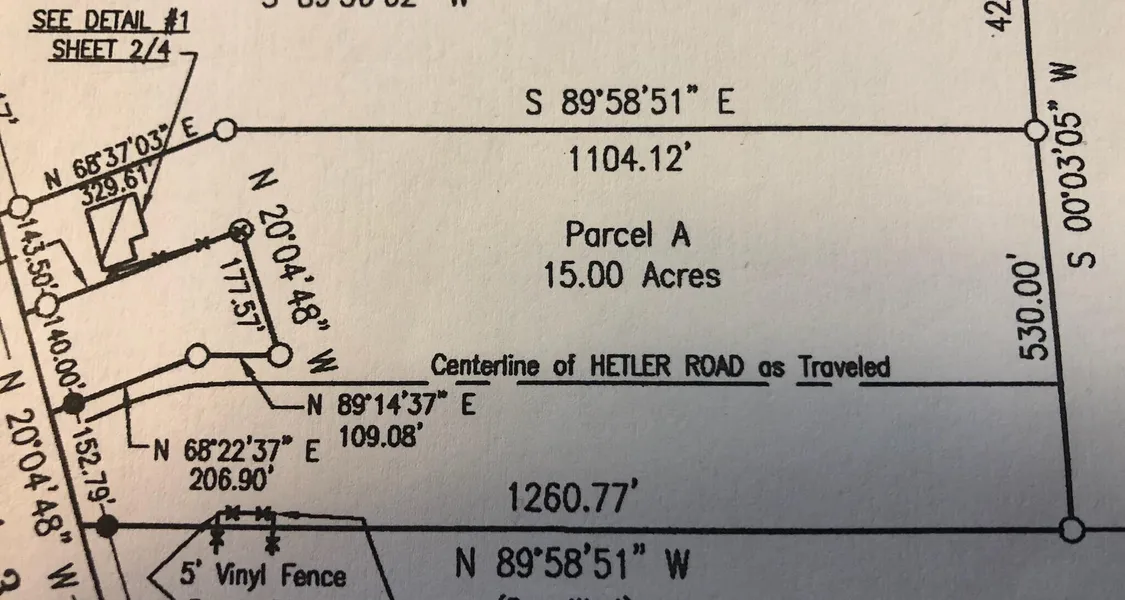 SEE DETAIL #1
SHEET 2/4
S 89°58'51" E
1104.12'
N 68°37'03" E
329.61'
N 20°04'48" W
177.57'
143.50'
140.00'
152.79'
Parcel A
15.00 Acres
530.00'
S 00°03'05" W
42
Centerline of HETLER ROAD as Traveled
N 89°14'37" E
109.08'
N 68°22'37" E
206.90'
N 20°04'48" W
1260.77'
N 89°58'51" W
5' Vinyl Fence